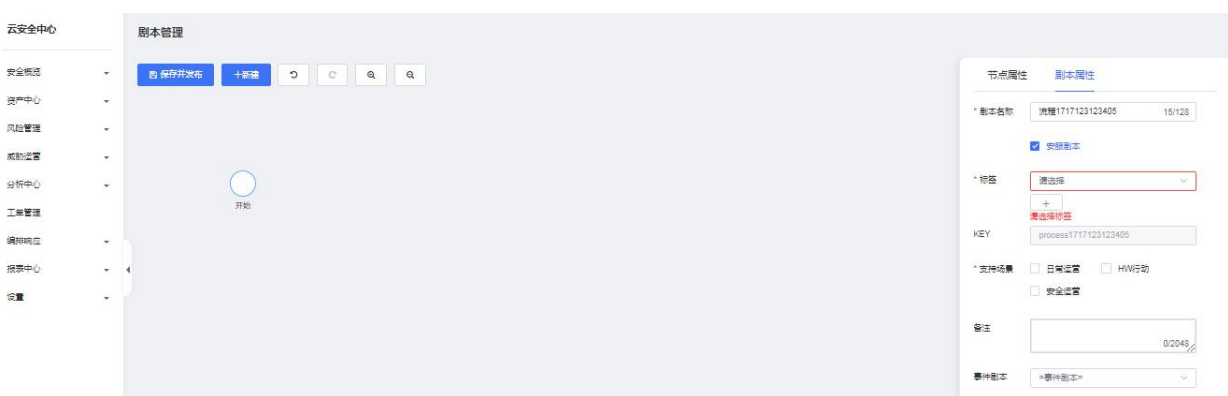 云安全中心
剧本管理
安全概览
资产中心
风险管理
威胁运营
分析中心
工单管理
编排响应
报表中心
设置
保存并发布
+新建
开始
节点属性 剧本属性
* 剧本名称 流程1717123123405 15/128
安服剧本
* 标签 请选择
+
请选择标签
KEY process1717123123405
* 支持场景 日常运营 HW行动
安全运营
备注
0/2048
事件剧本 =事件剧本=